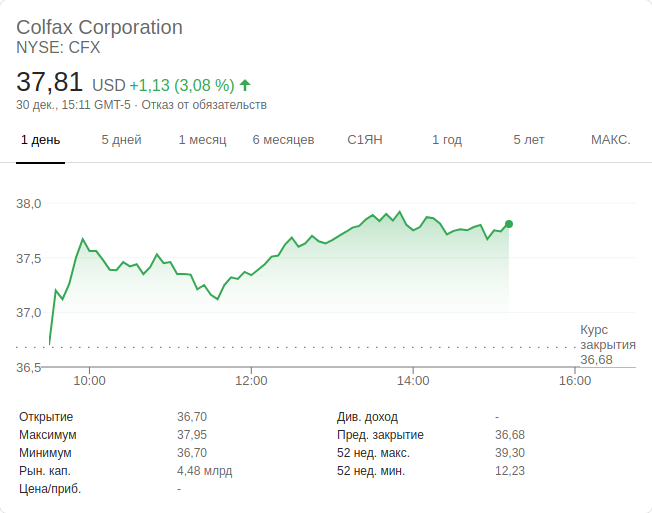 Colfax Corporation
NYSE: CFX
37,81 USD +1,13 (3,08 %)
30 дек., 15:11 GMT-5 · Отказ от обязательств
1 день 5 дней 1 месяц 6 месяцев С1ЯН 1 год 5 лет МАКС.
38,0
37,5
37,0
36,5
Курс
закрытия
36,68
10:00 12:00 14:00 16:00
Открытие 36,70 Див. доход -
Максимум 37,95 Пред. закрытие 36,68
Минимум 36,70 52 нед. макс. 39,30
Рын. кап. 4,48 млрд 52 нед. мин. 12,23
Цена/приб. -